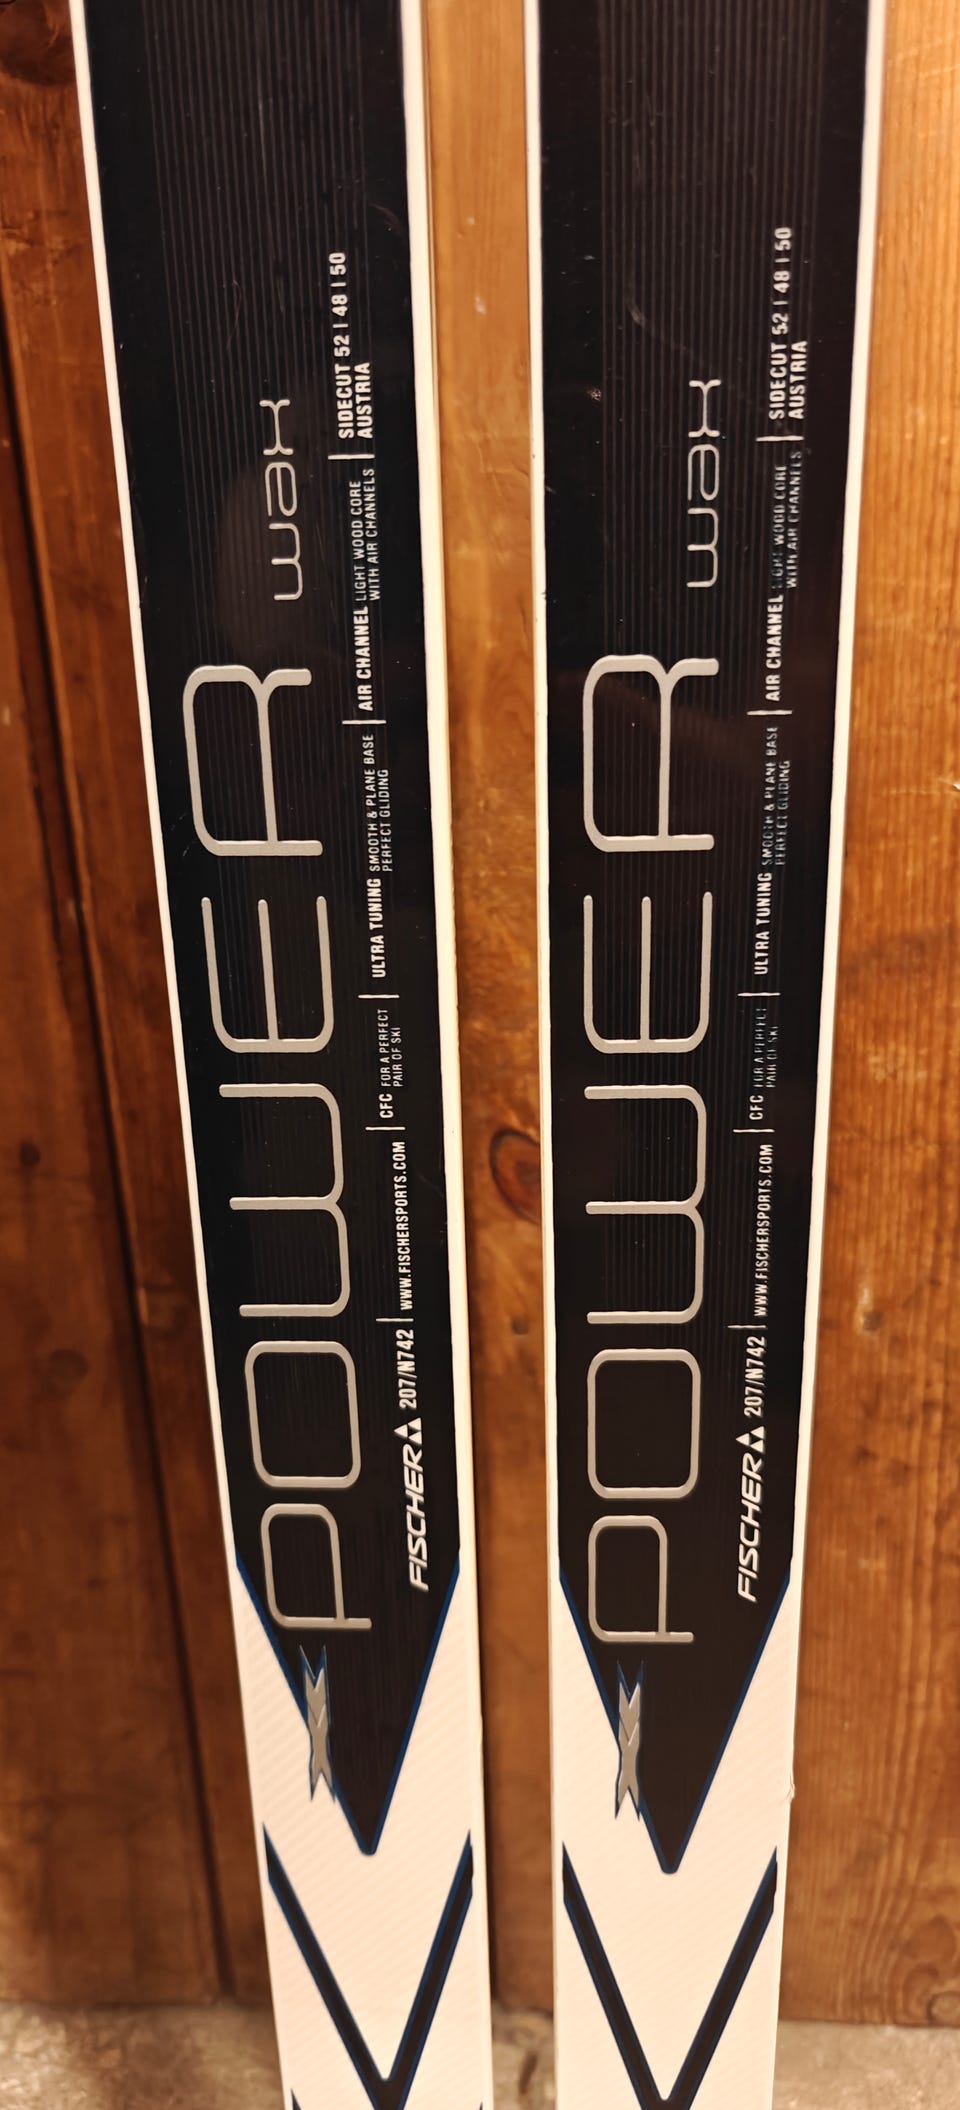 XC POWER wax
FISCHER 207/N742 | WWW.FISCHERSPORTS.COM | CFC FOR A PERFECT PAIR OF SKI | ULTRA TUNING SMOOTH & PLANE BASE PERFECT GLIDING | AIR CHANNEL LIGHT WOOD CORE WITH AIR CHANNELS | SIDECUT 52 | 48 | 50 AUSTRIA
XC POWER wax
FISCHER 207/N742 | WWW.FISCHERSPORTS.COM | CFC FOR A PERFECT PAIR OF SKI | ULTRA TUNING SMOOTH & PLANE BASE PERFECT GLIDING | AIR CHANNEL LIGHT WOOD CORE WITH AIR CHANNELS | SIDECUT 52 | 48 | 50 AUSTRIA